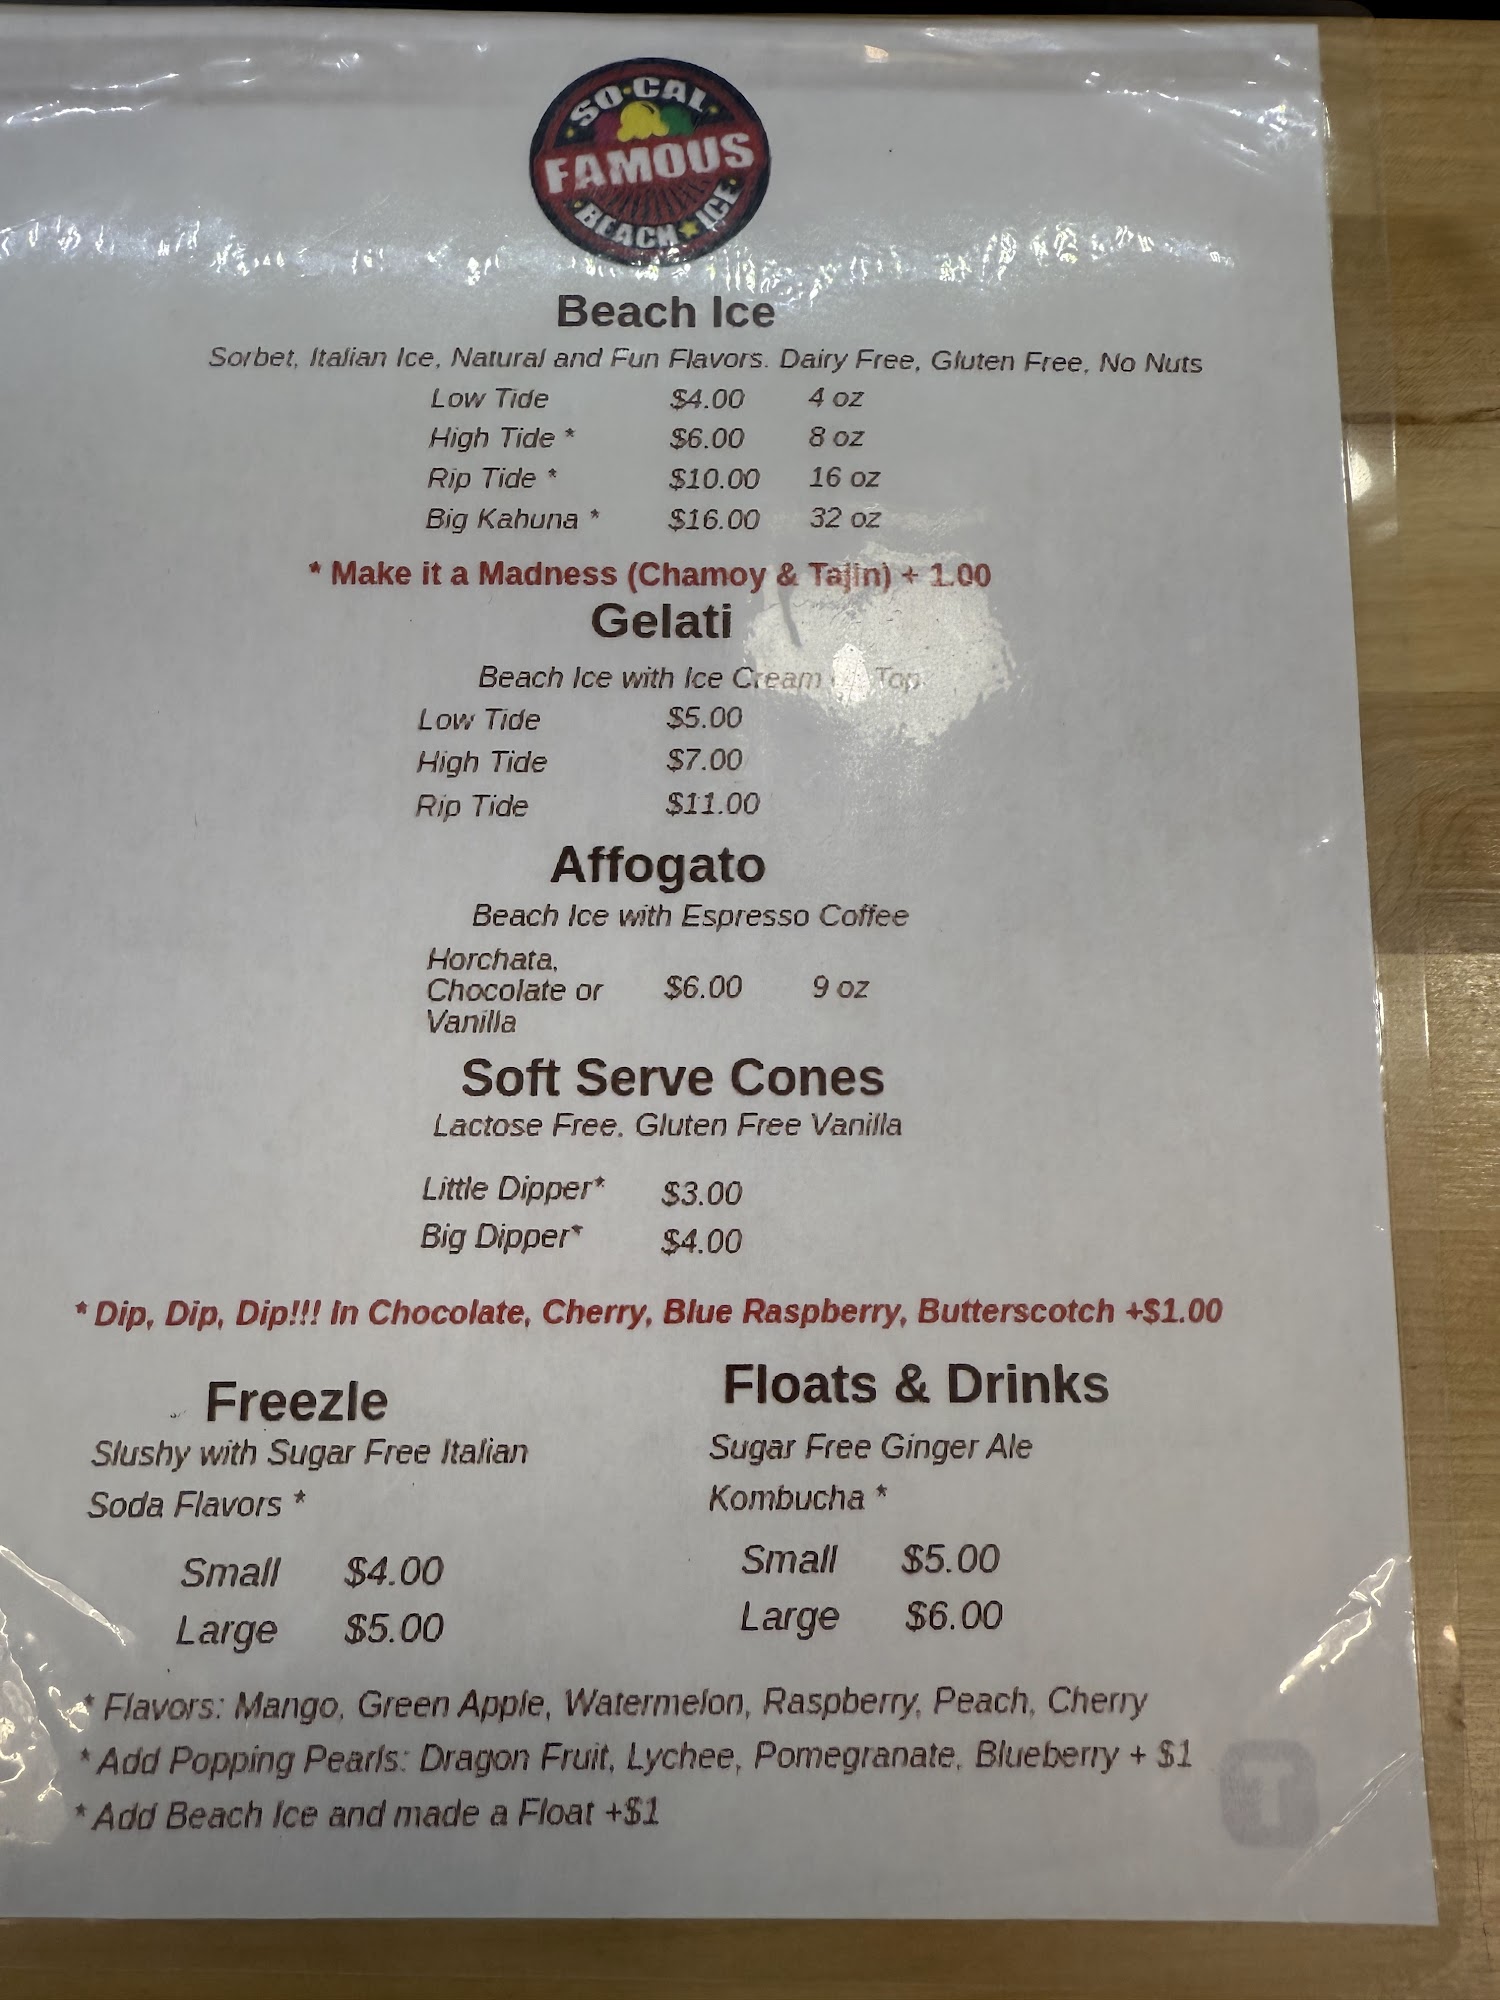 SO·CAL
FAMOUS
BEACH ICE
Beach Ice
Sorbet, Italian Ice, Natural and Fun Flavors. Dairy Free, Gluten Free, No Nuts
Low Tide $4.00 4 oz
High Tide * $6.00 8 oz
Rip Tide * $10.00 16 oz
Big Kahuna * $16.00 32 oz
* Make it a Madness (Chamoy & Tajin) + 1.00
Gelati
Beach Ice with Ice Cream Top
Low Tide $5.00
High Tide $7.00
Rip Tide $11.00
Affogato
Beach Ice with Espresso Coffee
Horchata,
Chocolate or $6.00 9 oz
Vanilla
Soft Serve Cones
Lactose Free, Gluten Free Vanilla
Little Dipper* $3.00
Big Dipper* $4.00
* Dip, Dip, Dip!!! In Chocolate, Cherry, Blue Raspberry, Butterscotch +$1.00
Freezle
Slushy with Sugar Free Italian
Soda Flavors *
Small $4.00
Large $5.00
Floats & Drinks
Sugar Free Ginger Ale
Kombucha *
Small $5.00
Large $6.00
* Flavors: Mango, Green Apple, Watermelon, Raspberry, Peach, Cherry
* Add Popping Pearls: Dragon Fruit, Lychee, Pomegranate, Blueberry + $1
* Add Beach Ice and made a Float +$1
T